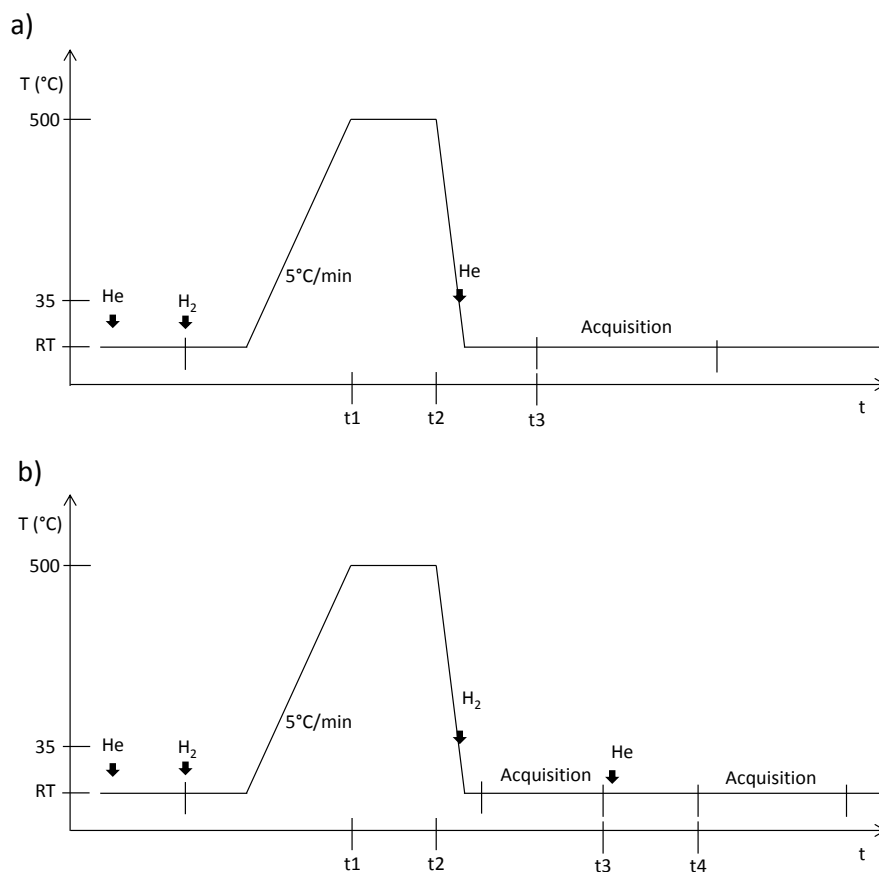 a)
T (°C)
500
5°C/min
He
35
He
H2
Acquisition
RT
t1 t2 t3
t
b)
T (°C)
500
H2
5°C/min
35
He
H2
Acquisition
He
Acquisition
RT
t1 t2 t3 t4
t